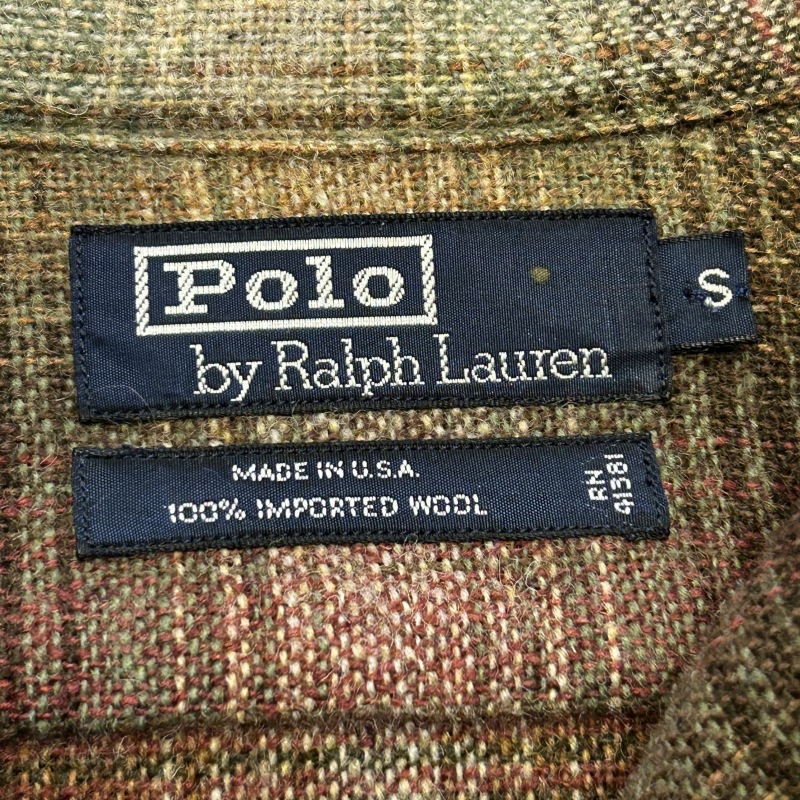 Polo
by Ralph Lauren
S
MADE IN U.S.A.
100% IMPORTED WOOL
RN
41381